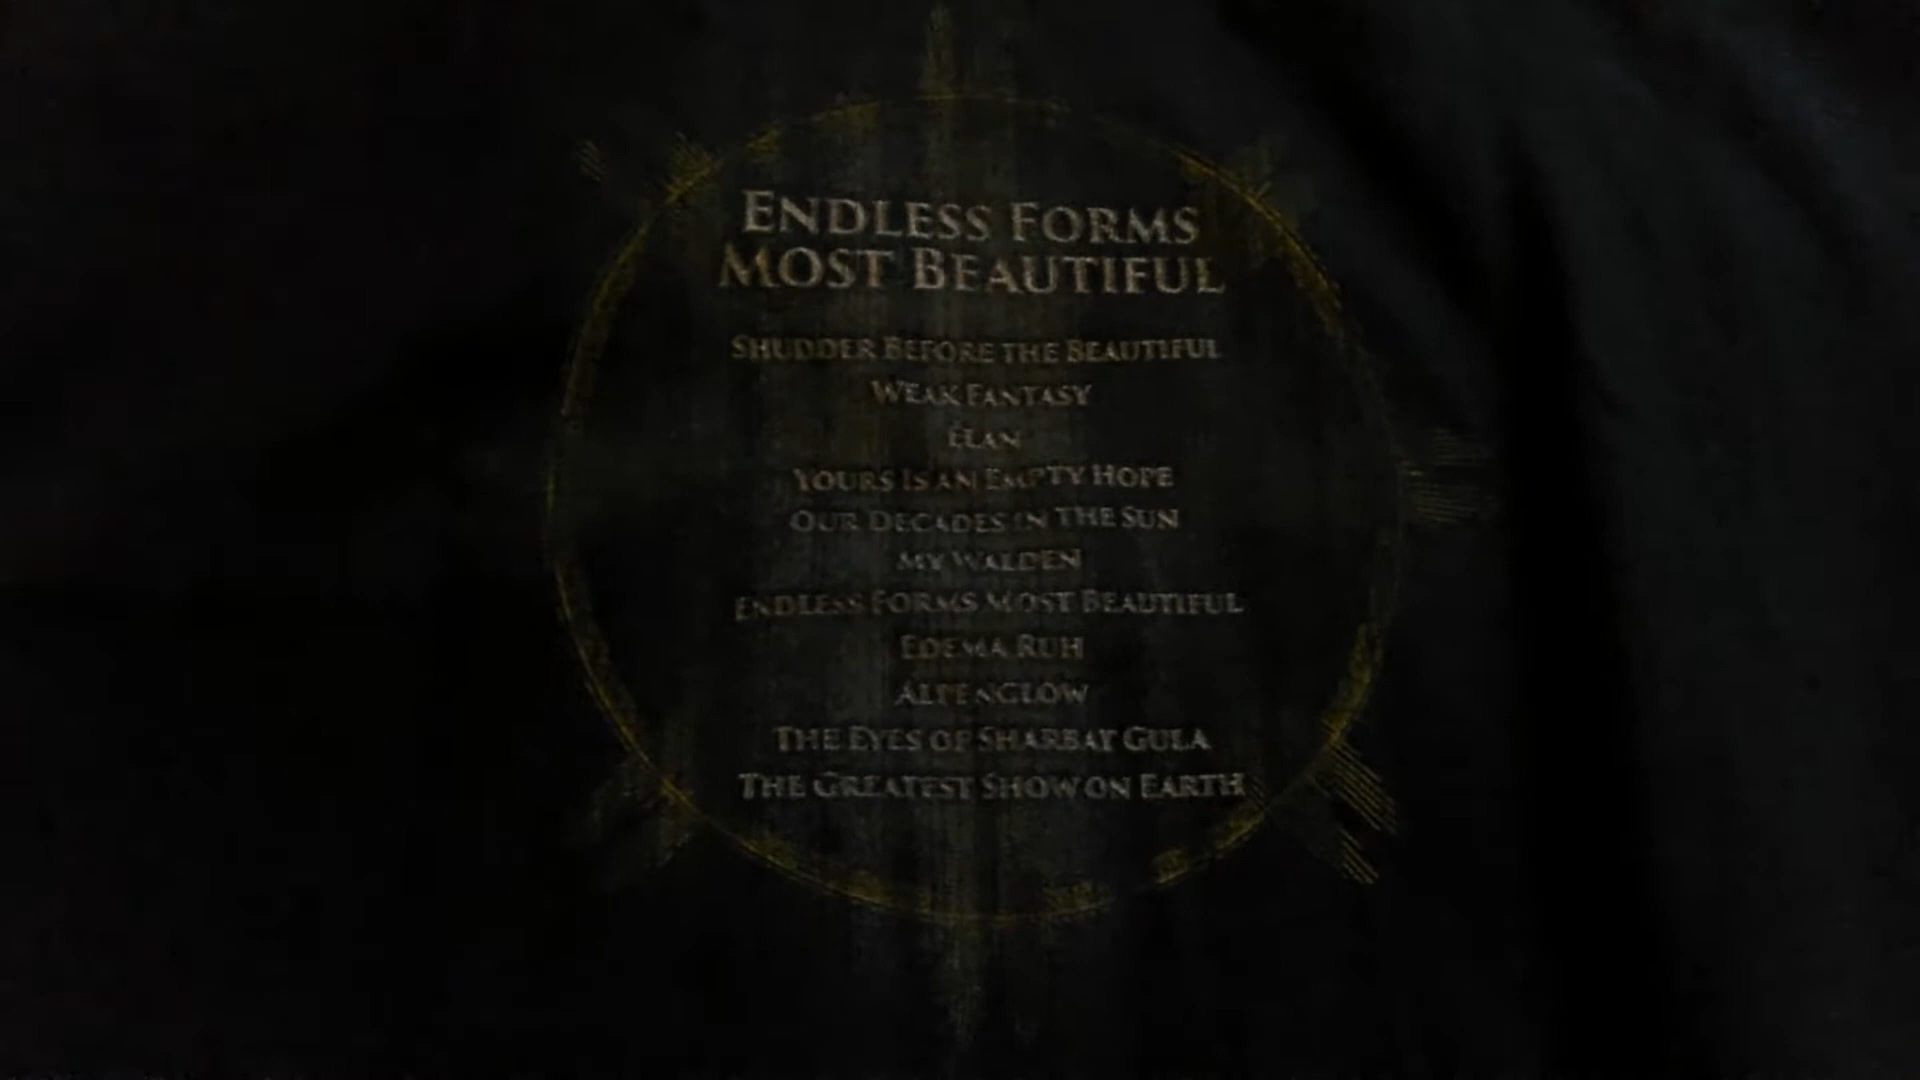 ENDLESS FORMS
MOST BEAUTIFUL
SHUDDER BEFORE THE BEAUTIFUL
WEAK FANTASY
ÉLAN
YOURS IS AN EMPTY HOPE
OUR DECADES IN THE SUN
MY WALDEN
ENDLESS FORMS MOST BEAUTIFUL
EDEMA RUH
ALPENGLOW
THE EYES OF SHARBAT GULA
THE GREATEST SHOW ON EARTH